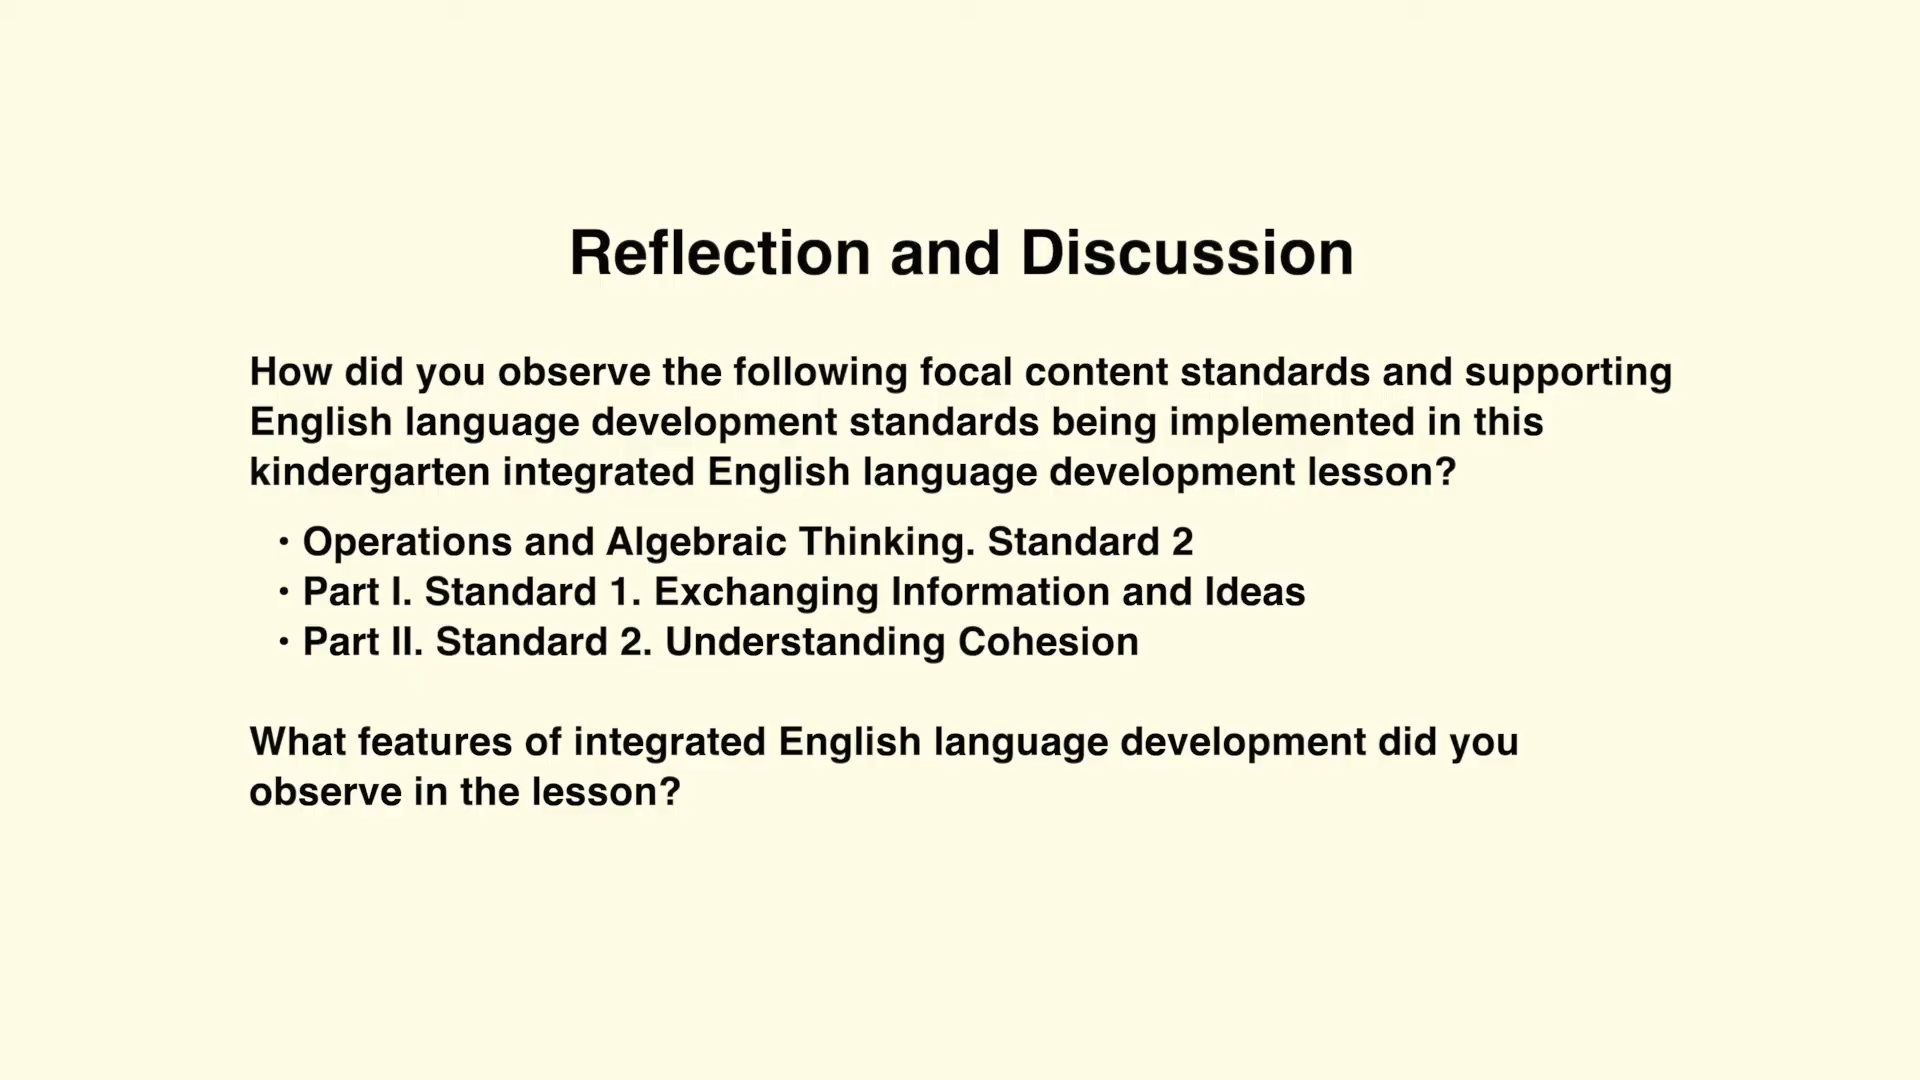 Reflection and Discussion
How did you observe the following focal content standards and supporting
English language development standards being implemented in this
kindergarten integrated English language development lesson?
• Operations and Algebraic Thinking. Standard 2
• Part I. Standard 1. Exchanging Information and Ideas
• Part II. Standard 2. Understanding Cohesion
What features of integrated English language development did you
observe in the lesson?